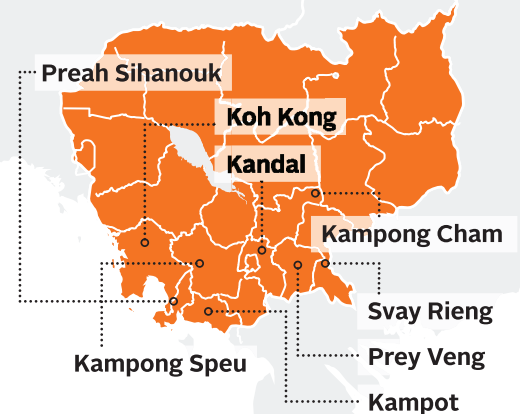 Preah Sihanouk
Koh Kong
Kandal
Kampong Cham
Svay Rieng
Kampong Speu
Prey Veng
Kampot